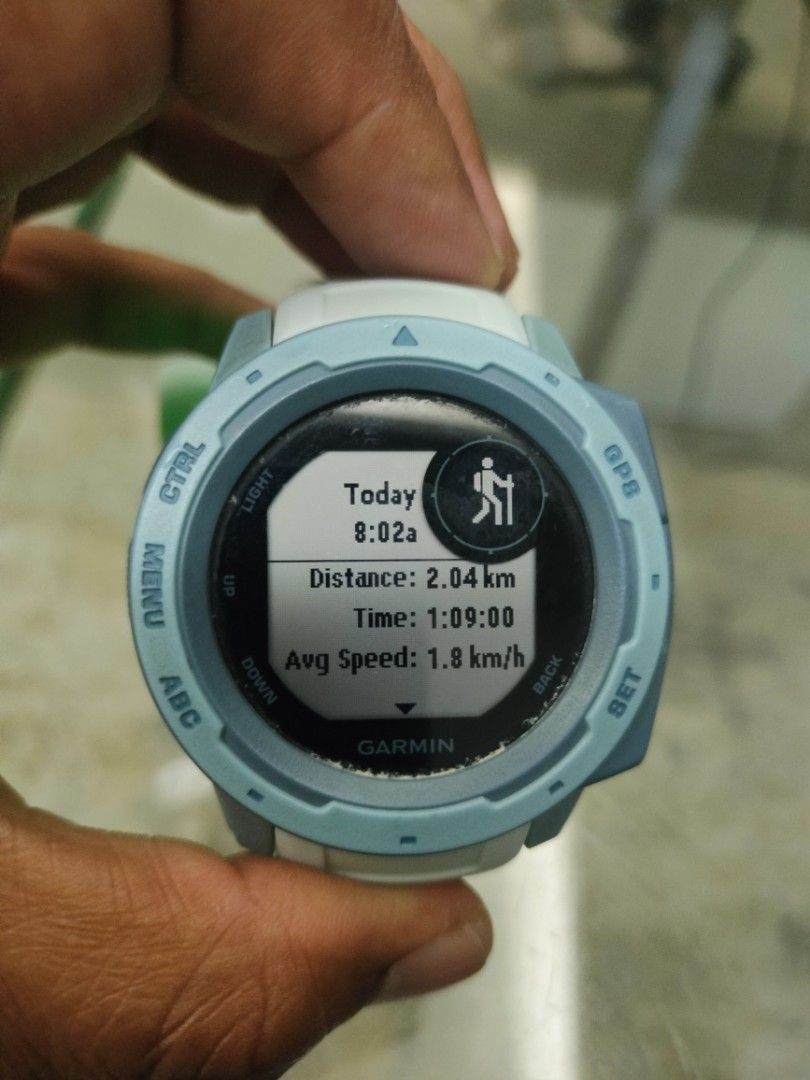 CTRL
LIGHT
GPS
Today
8:02a
MENU
UP
Distance: 2.04 km
Time: 1:09:00
Avg Speed: 1.8 km/h
ABC
DOWN
BACK
SET
GARMIN